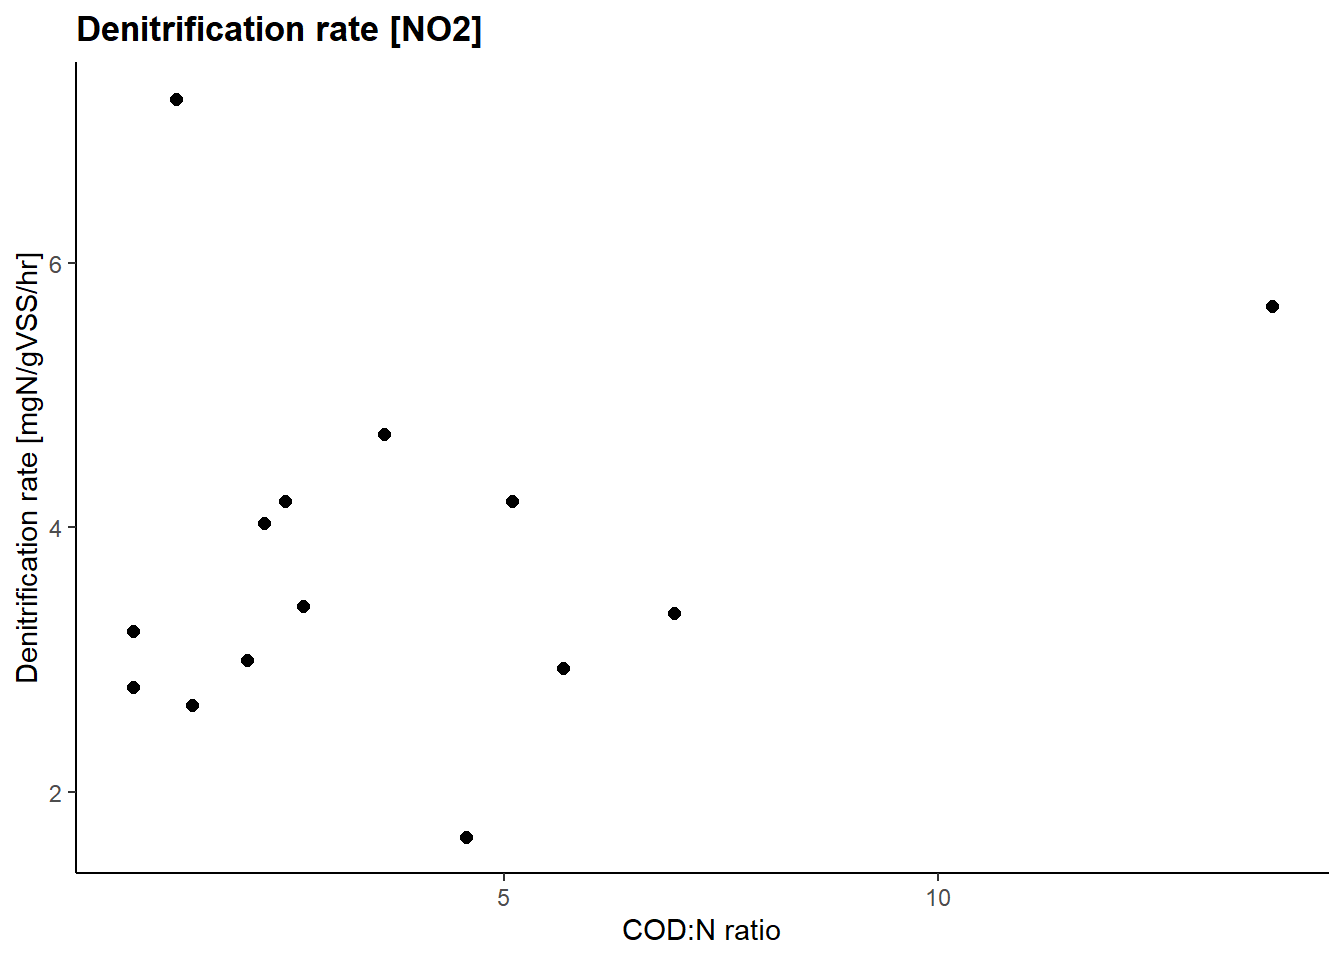 Denitrification rate [NO2]
Denitrification rate [mgN/gVSS/hr]
6
4
2
5 10
COD:N ratio